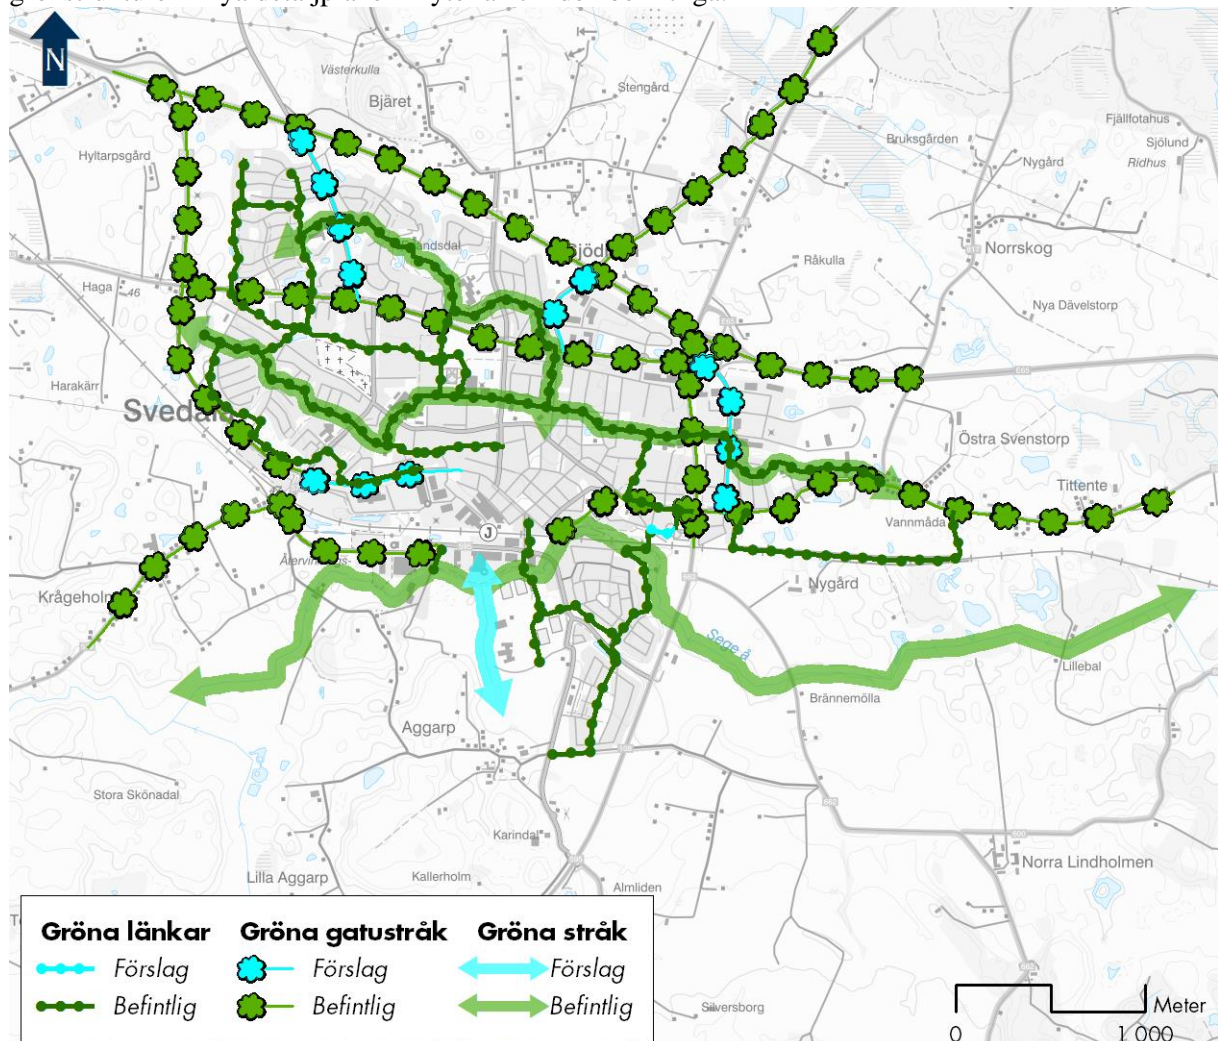 N
Västerkulla
Bjäret
Stengård
Bruksgården
Fjällfotahus
Sjölund
Ridhus
Nygård
Hyltarpsgård
Norrskog
Råkulla
Haga
46
Nya Dävelstorp
Harakärr
E65
Svedala
Östra Svenstorp
Tittente
Vannmåda
J
Nygård
Krågeholm
Sege å
Lillebal
Brännemölla
Aggarp
Stora Skönadal
Karindal
Norra Lindholmen
Lilla Aggarp
Kallerholm
Almliden
Silversborg
Gröna länkar Gröna gatustråk Gröna stråk
Förslag Förslag Förslag
Befintlig Befintlig Befintlig
Meter
0 1 000